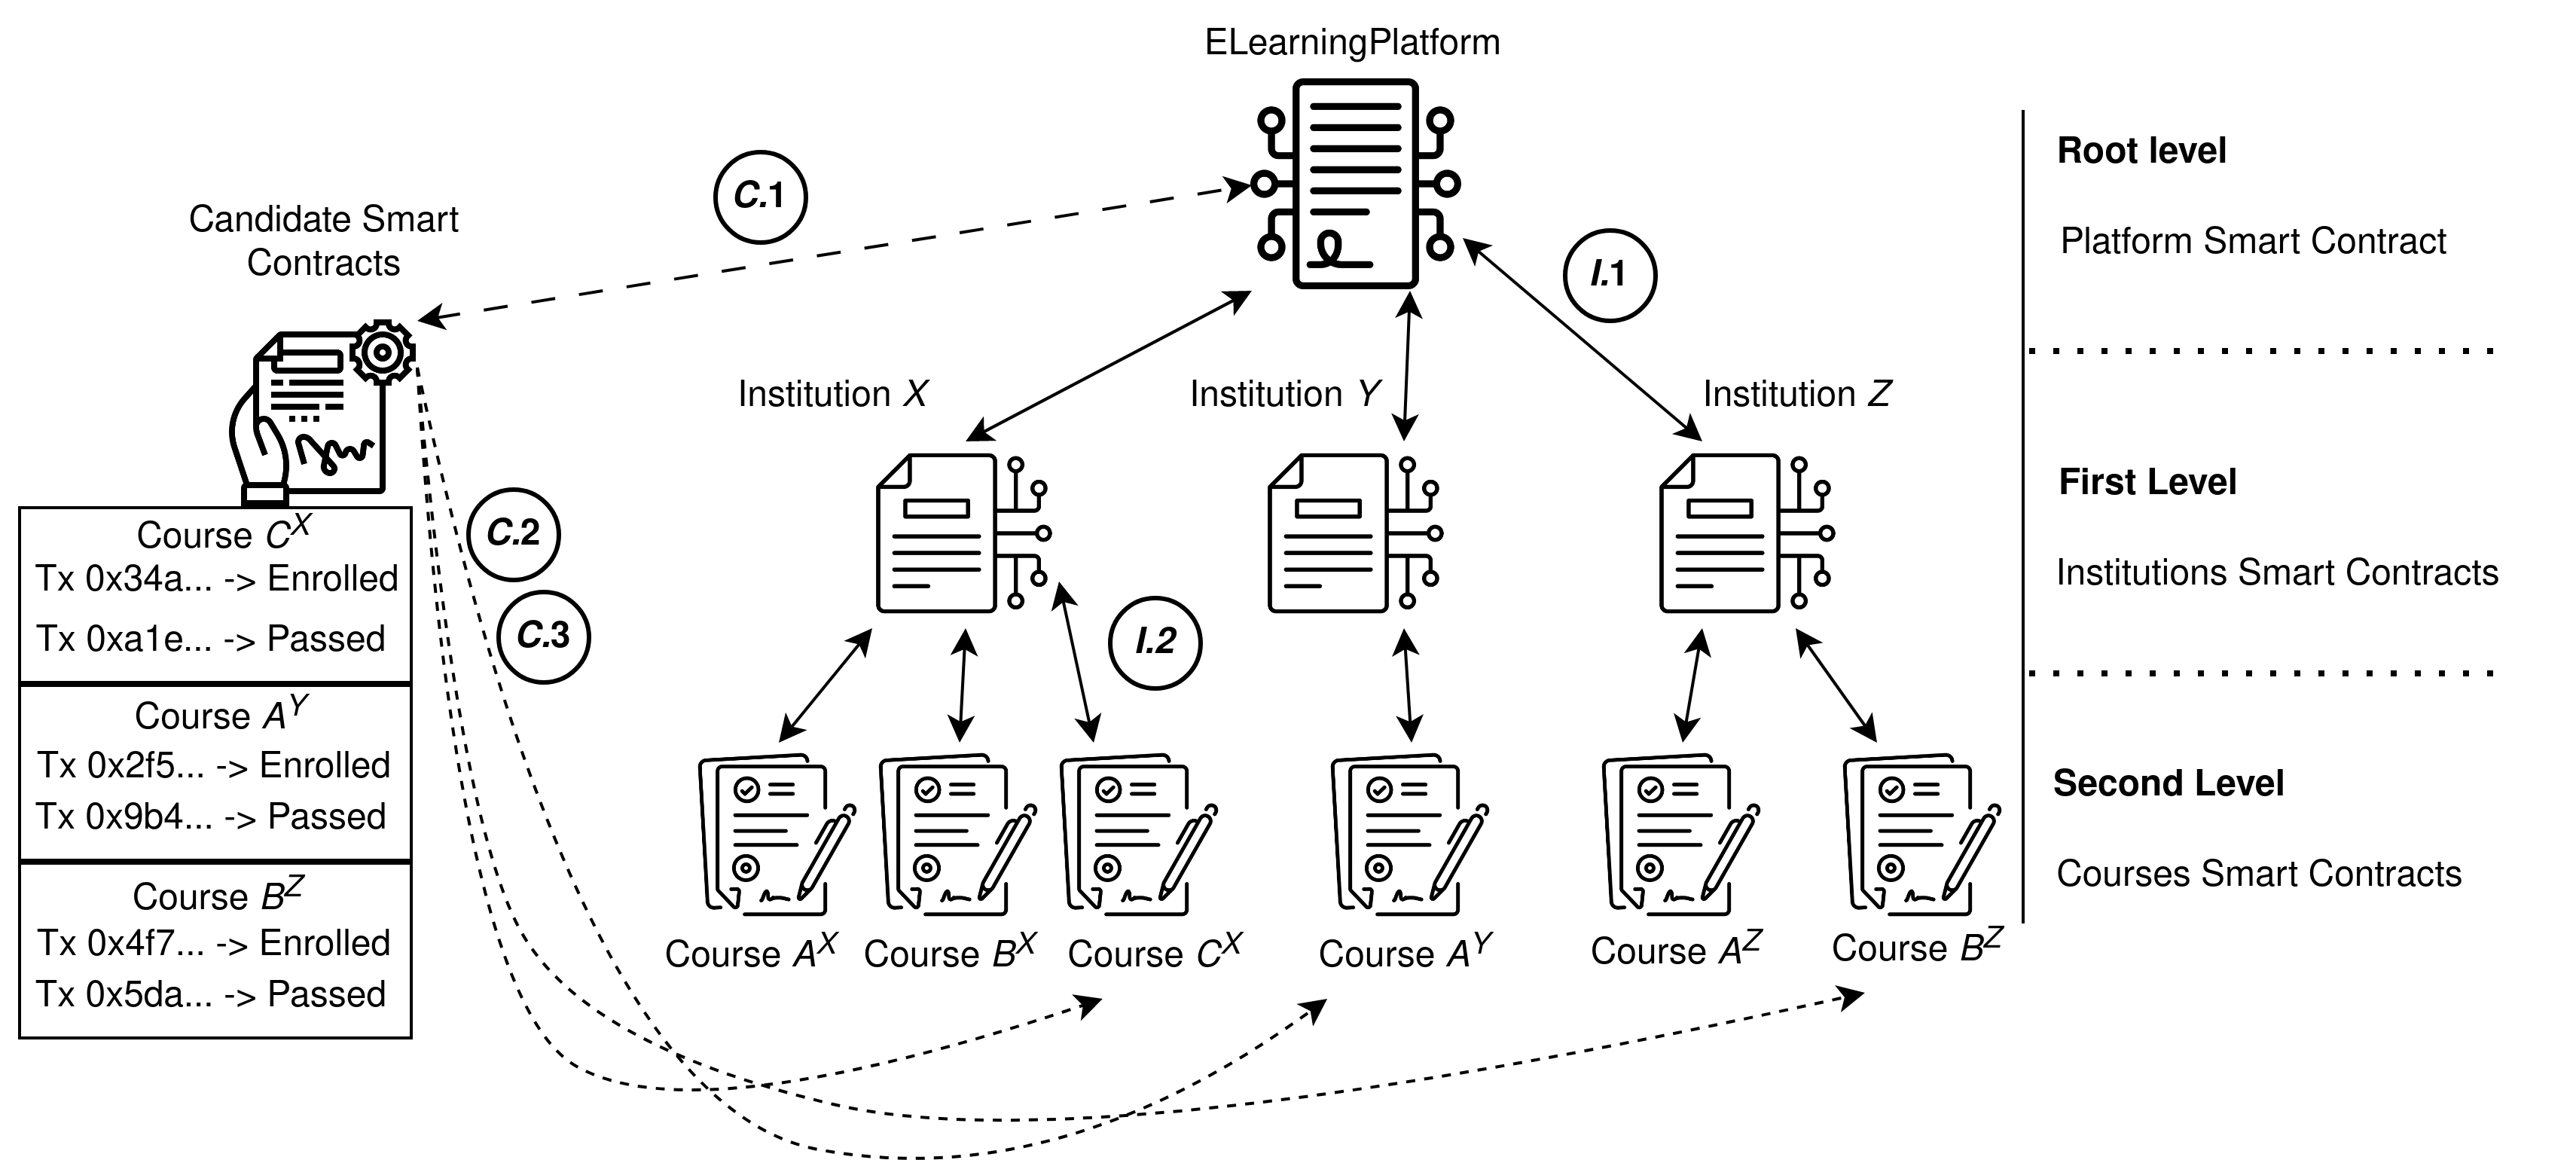 ELearningPlatform
C.1
Candidate Smart
Contracts
I.1
Root level
Platform Smart Contract
Institution X
Institution Y
Institution Z
First Level
Institutions Smart Contracts
C.2
C.3
I.2
Course C^X
Tx 0x34a... -> Enrolled
Tx 0xa1e... -> Passed
Course A^Y
Tx 0x2f5... -> Enrolled
Tx 0x9b4... -> Passed
Course B^Z
Tx 0x4f7... -> Enrolled
Tx 0x5da... -> Passed
Second Level
Courses Smart Contracts
Course A^X
Course B^X
Course C^X
Course A^Y
Course A^Z
Course B^Z